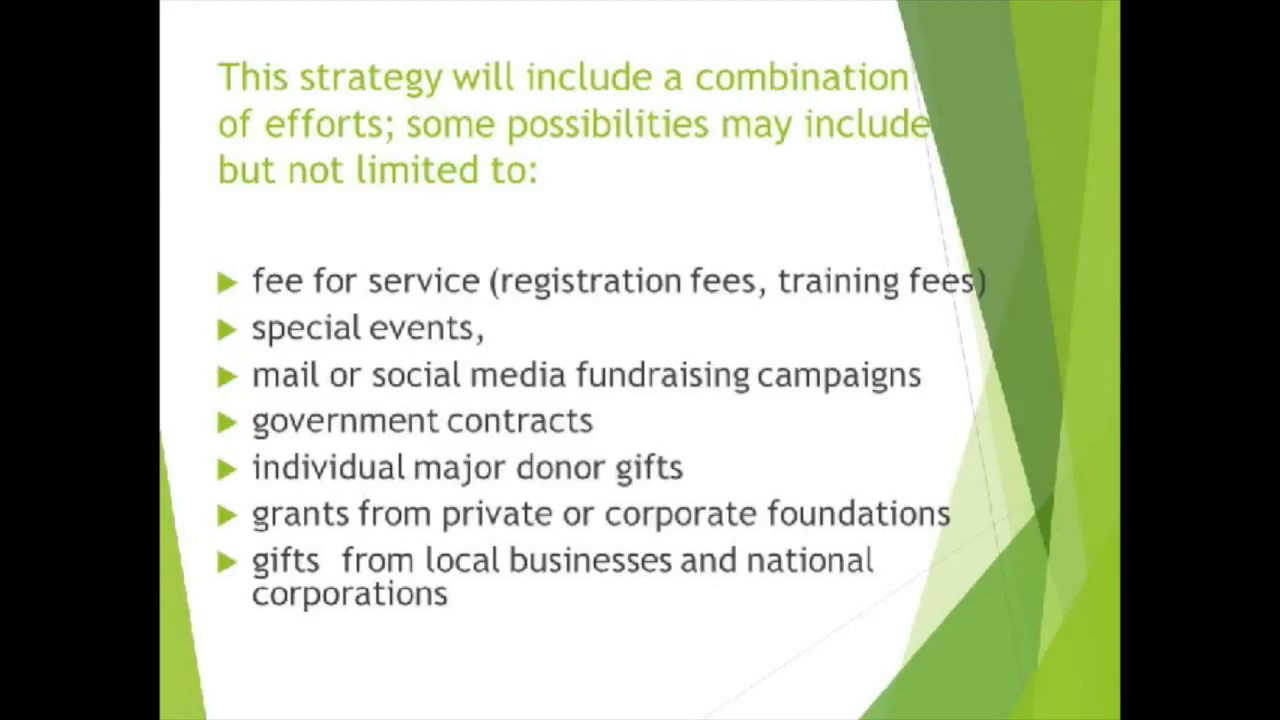 This strategy will include a combination
of efforts; some possibilities may include
but not limited to:
fee for service (registration fees, training fees)
special events,
mail or social media fundraising campaigns
government contracts
individual major donor gifts
grants from private or corporate foundations
gifts from local businesses and national
corporations